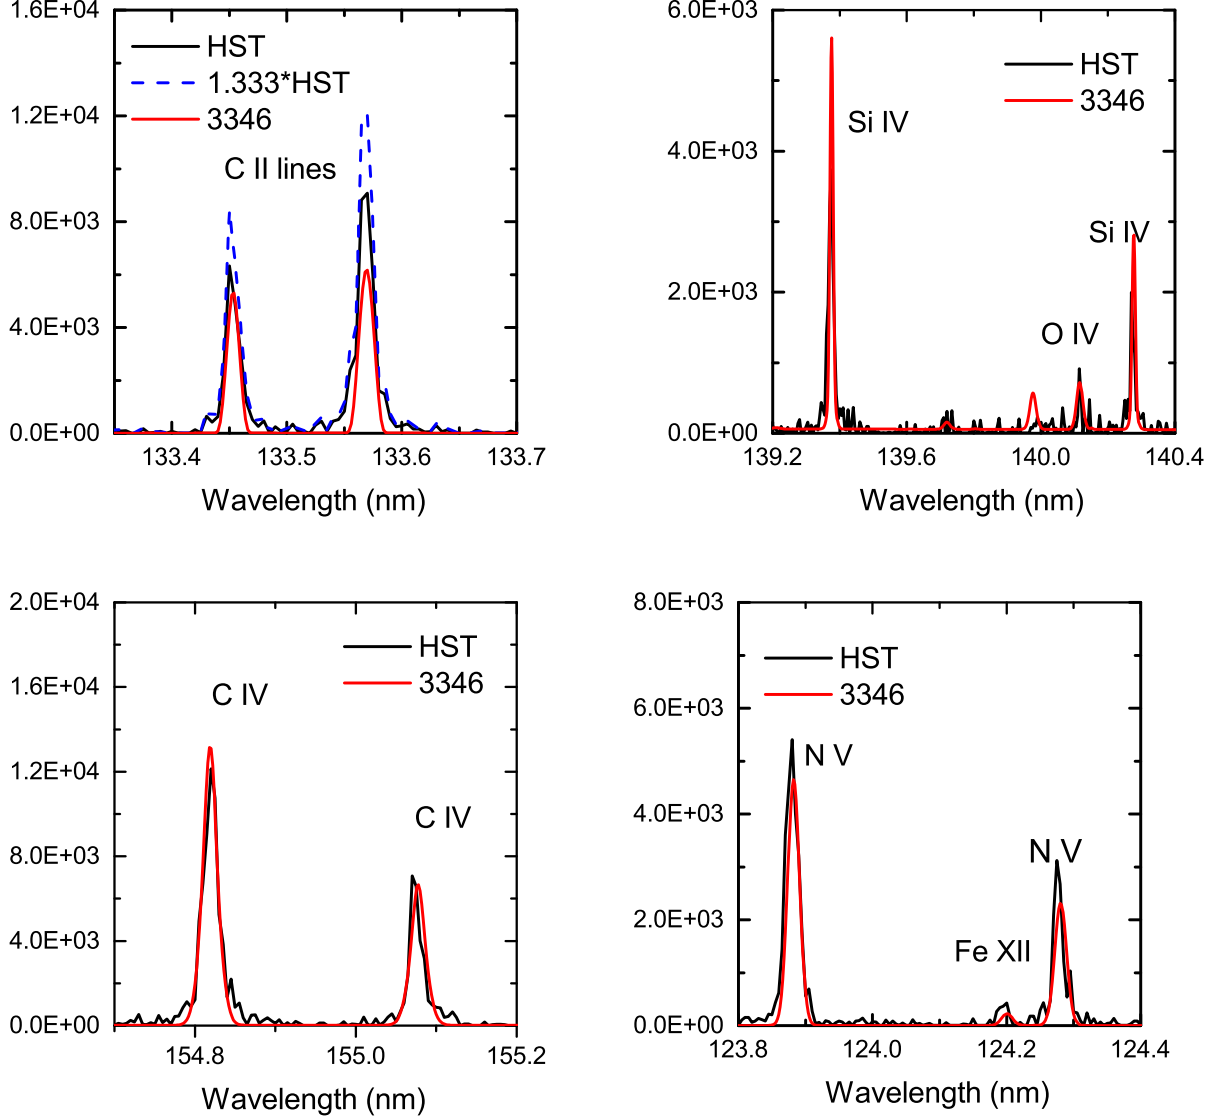 1.6E+04
1.2E+04
8.0E+03
4.0E+03
0.0E+00
HST
1.333*HST
3346
C II lines
133.4 133.5 133.6 133.7
Wavelength (nm)
6.0E+03
4.0E+03
2.0E+03
0.0E+00
HST
3346
Si IV
Si IV
O IV
139.2 139.6 140.0 140.4
Wavelength (nm)
2.0E+04
1.6E+04
1.2E+04
8.0E+03
4.0E+03
0.0E+00
HST
3346
C IV
C IV
154.8 155.0 155.2
Wavelength (nm)
8.0E+03
6.0E+03
4.0E+03
2.0E+03
0.0E+00
HST
3346
N V
N V
Fe XII
123.8 124.0 124.2 124.4
Wavelength (nm)